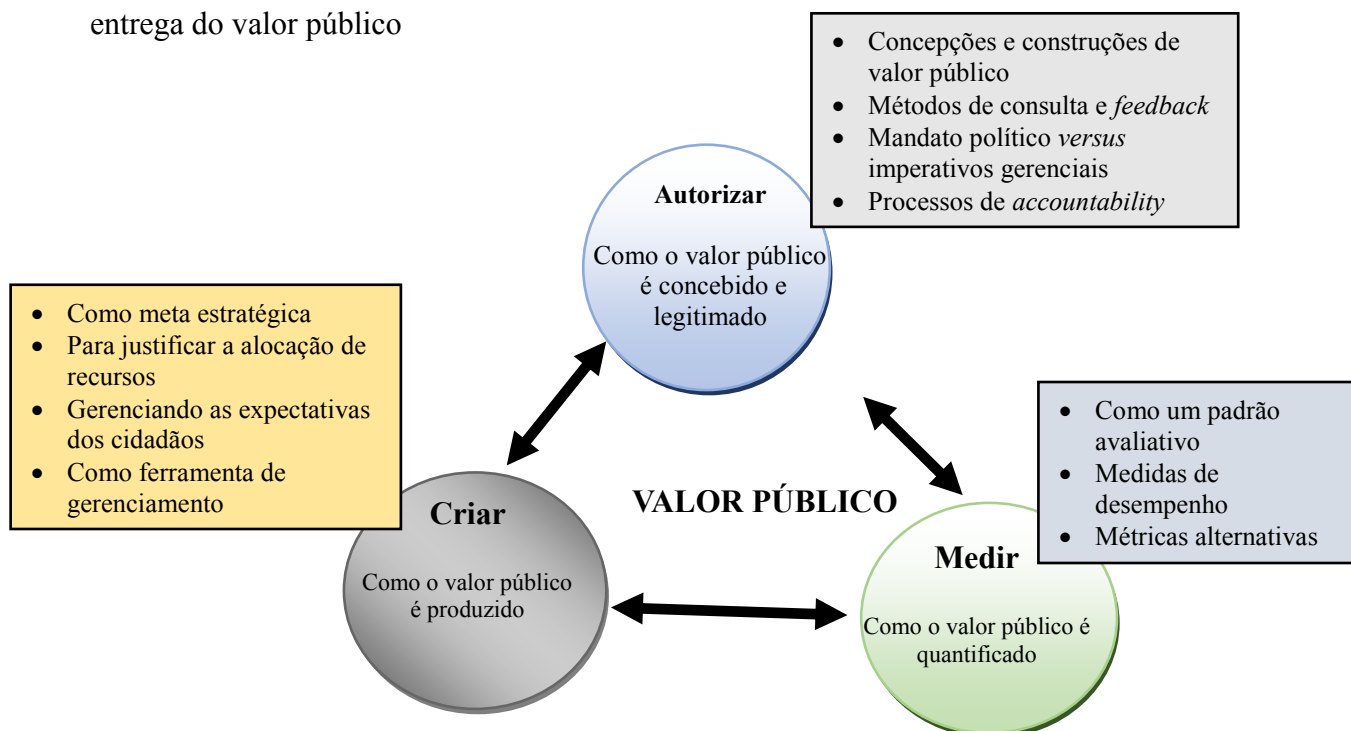 entrega do valor público
• Concepções e construções de
valor público
• Métodos de consulta e feedback
• Mandato político versus
imperativos gerenciais
• Processos de accountability
Autorizar
Como o valor público
é concebido e
legitimado
• Como meta estratégica
• Para justificar a alocação de
recursos
• Gerenciando as expectativas
dos cidadãos
• Como ferramenta de
gerenciamento
• Como um padrão
avaliativo
• Medidas de
desempenho
• Métricas alternativas
VALOR PÚBLICO
Criar
Como o valor público
é produzido
Medir
Como o valor público é
quantificado